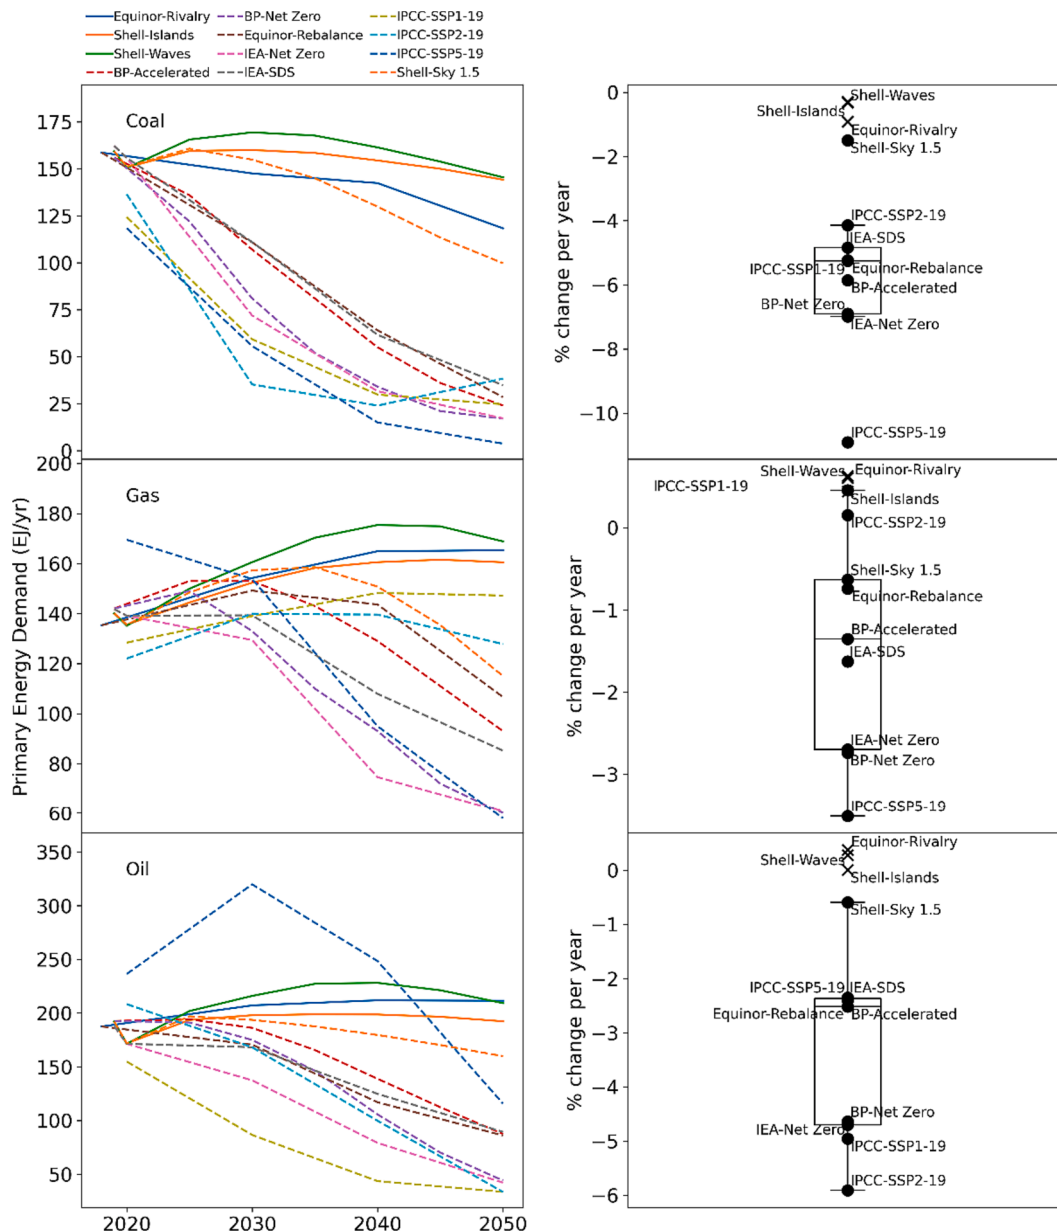 Equinor-Rivalry
Shell-Islands
Shell-Waves
BP-Accelerated
BP-Net Zero
Equinor-Rebalance
IEA-Net Zero
IEA-SDS
IPCC-SSP1-19
IPCC-SSP2-19
IPCC-SSP5-19
Shell-Sky 1.5
Primary Energy Demand (EJ/yr)
Coal
175
150
125
100
75
50
25
0
% change per year
0
−2
−4
−6
−8
−10
Shell-Waves
Shell-Islands
Equinor-Rivalry
Shell-Sky 1.5
IPCC-SSP2-19
IEA-SDS
IPCC-SSP1-19
Equinor-Rebalance
BP-Accelerated
BP-Net Zero
IEA-Net Zero
IPCC-SSP5-19
Gas
200
180
160
140
120
100
80
60
% change per year
0
−1
−2
−3
Shell-Waves
Equinor-Rivalry
IPCC-SSP1-19
Shell-Islands
IPCC-SSP2-19
Shell-Sky 1.5
Equinor-Rebalance
BP-Accelerated
IEA-SDS
IEA-Net Zero
BP-Net Zero
IPCC-SSP5-19
Oil
350
300
250
200
150
100
50
2020
2030
2040
2050
% change per year
0
−1
−2
−3
−4
−5
−6
Equinor-Rivalry
Shell-Waves
Shell-Islands
Shell-Sky 1.5
IPCC-SSP5-19
IEA-SDS
Equinor-Rebalance
BP-Accelerated
BP-Net Zero
IEA-Net Zero
IPCC-SSP1-19
IPCC-SSP2-19